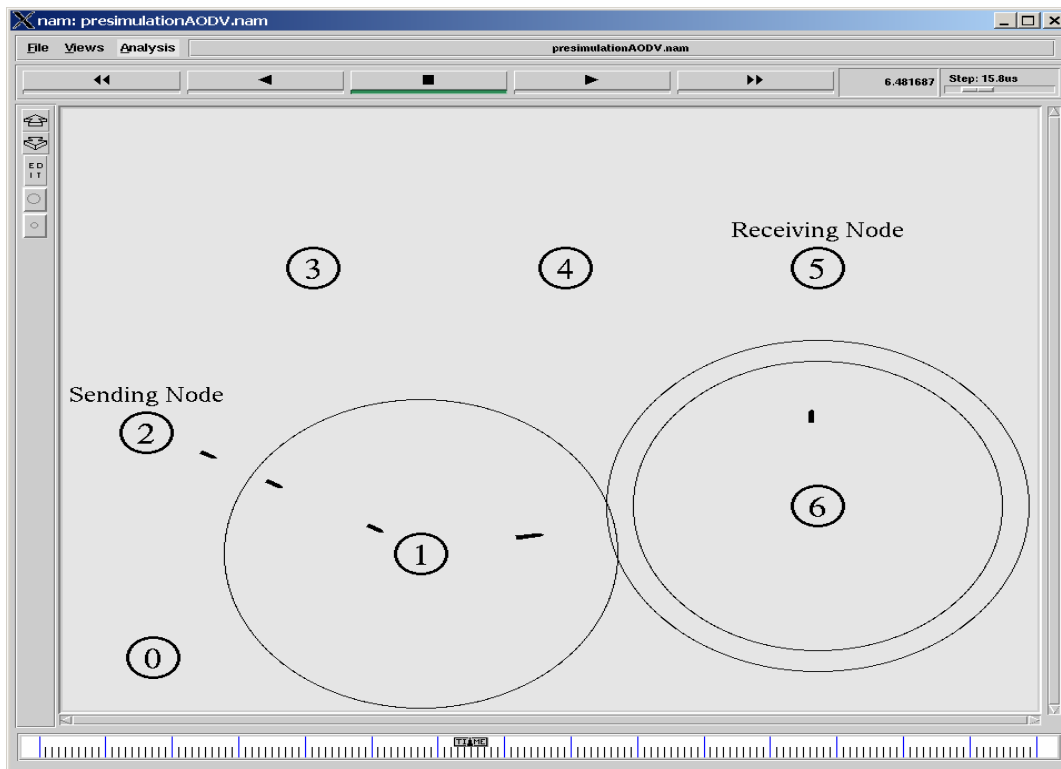 nam: presimulationAODV.nam
File Views Analysis presimulationAODV.nam
6.481687 Step: 15.8us
E D
I T
Receiving Node
3 4 5
Sending Node
2
6
1
0
TIME